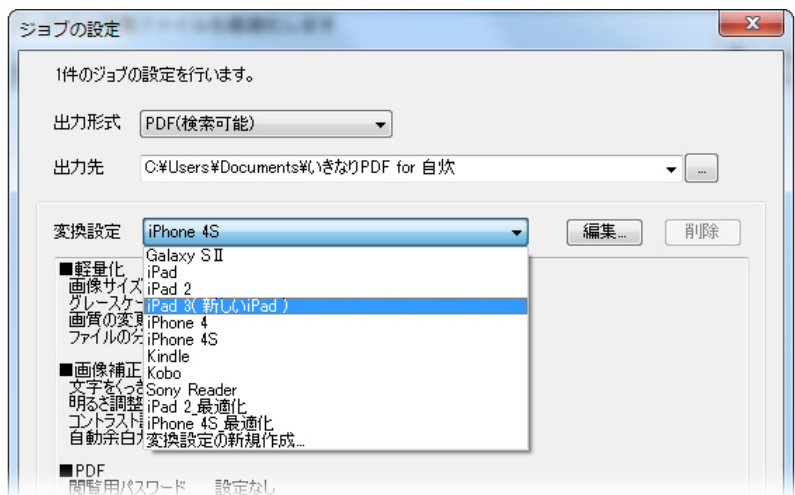 ジョブの設定
1件のジョブの設定を行います。
出力形式 PDF(検索可能)
出力先 C:¥Users¥Documents¥いきなりPDF for 自炊 ...
変換設定 iPhone 4S 編集... 削除
Galaxy SⅡ
■軽量化 iPad
画像サイズ iPad 2
グレースケー iPad 3( 新しいiPad )
画質の変更 iPhone 4
ファイルの分 iPhone 4S
Kindle
■画像補正 Kobo
文字をくっき Sony Reader
明るさ調整 iPad 2_最適化
コントラスト iPhone 4S_最適化
自動余白 変換設定の新規作成...
■PDF
閲覧用パスワード 設定なし